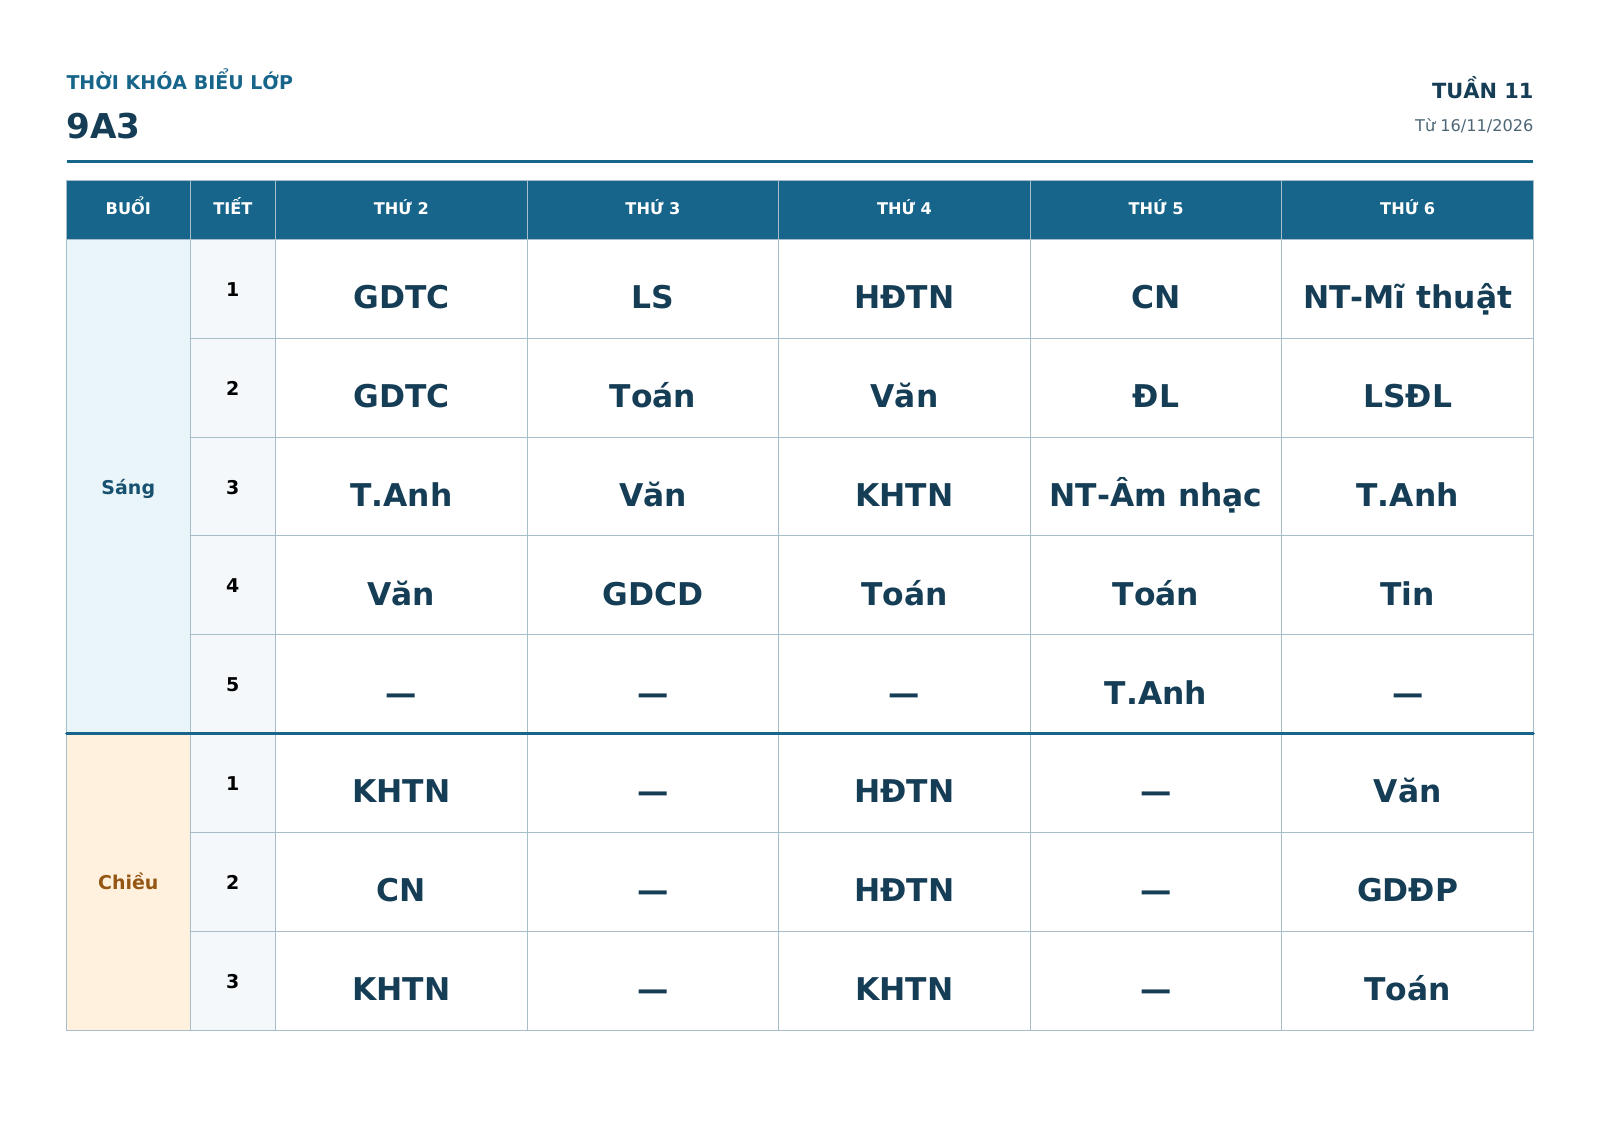 THỜI KHÓA BIỂU LỚP
9A3
TUẦN 11
Từ 16/11/2026
BUỔI TIẾT THỨ 2 THỨ 3 THỨ 4 THỨ 5 THỨ 6
Sáng
1 GDTC LS HĐTN CN NT-Mĩ thuật
2 GDTC Toán Văn ĐL LSĐL
3 T.Anh Văn KHTN NT-Âm nhạc T.Anh
4 Văn GDCD Toán Toán Tin
5 — — — T.Anh —
Chiều
1 KHTN — HĐTN — Văn
2 CN — HĐTN — GDĐP
3 KHTN — KHTN — Toán